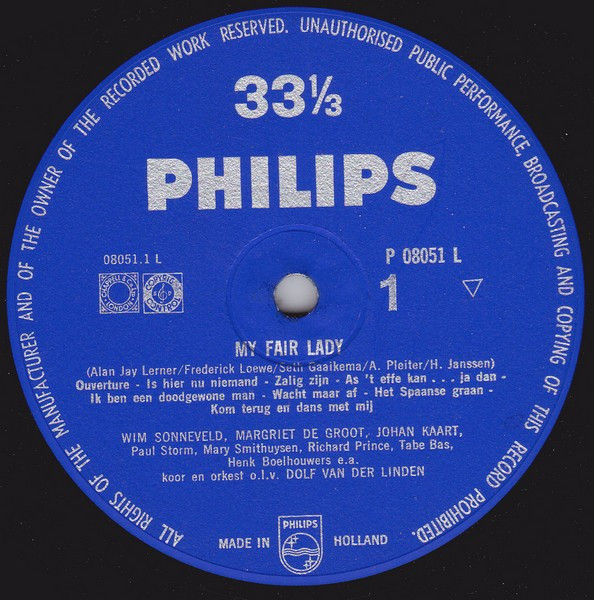 ALL RIGHTS OF THE MANUFACTURER AND OF THE OWNER OF THE RECORDED WORK RESERVED. UNAUTHORISED PUBLIC PERFORMANCE, BROADCASTING AND COPYING OF THIS RECORD PROHIBITED.
33⅓
PHILIPS
08051.1 L
P 08051 L
CHAPPELL & CO
LONDON
1
MY FAIR LADY
(Alan Jay Lerner/Frederick Loewe/Seth Gaaikema/A. Pleiter/H. Janssen)
Ouverture - Is hier nu niemand - Zalig zijn - As 't effe kan . . . ja dan -
Ik ben een doodgewone man - Wacht maar af - Het Spaanse graan -
Kom terug en dans met mij
WIM SONNEVELD, MARGRIET DE GROOT, JOHAN KAART,
Paul Storm, Mary Smithuysen, Richard Prince, Tabe Bas,
Henk Boelhouwers e.a.
koor en orkest o.l.v. DOLF VAN DER LINDEN
MADE IN
PHILIPS
HOLLAND